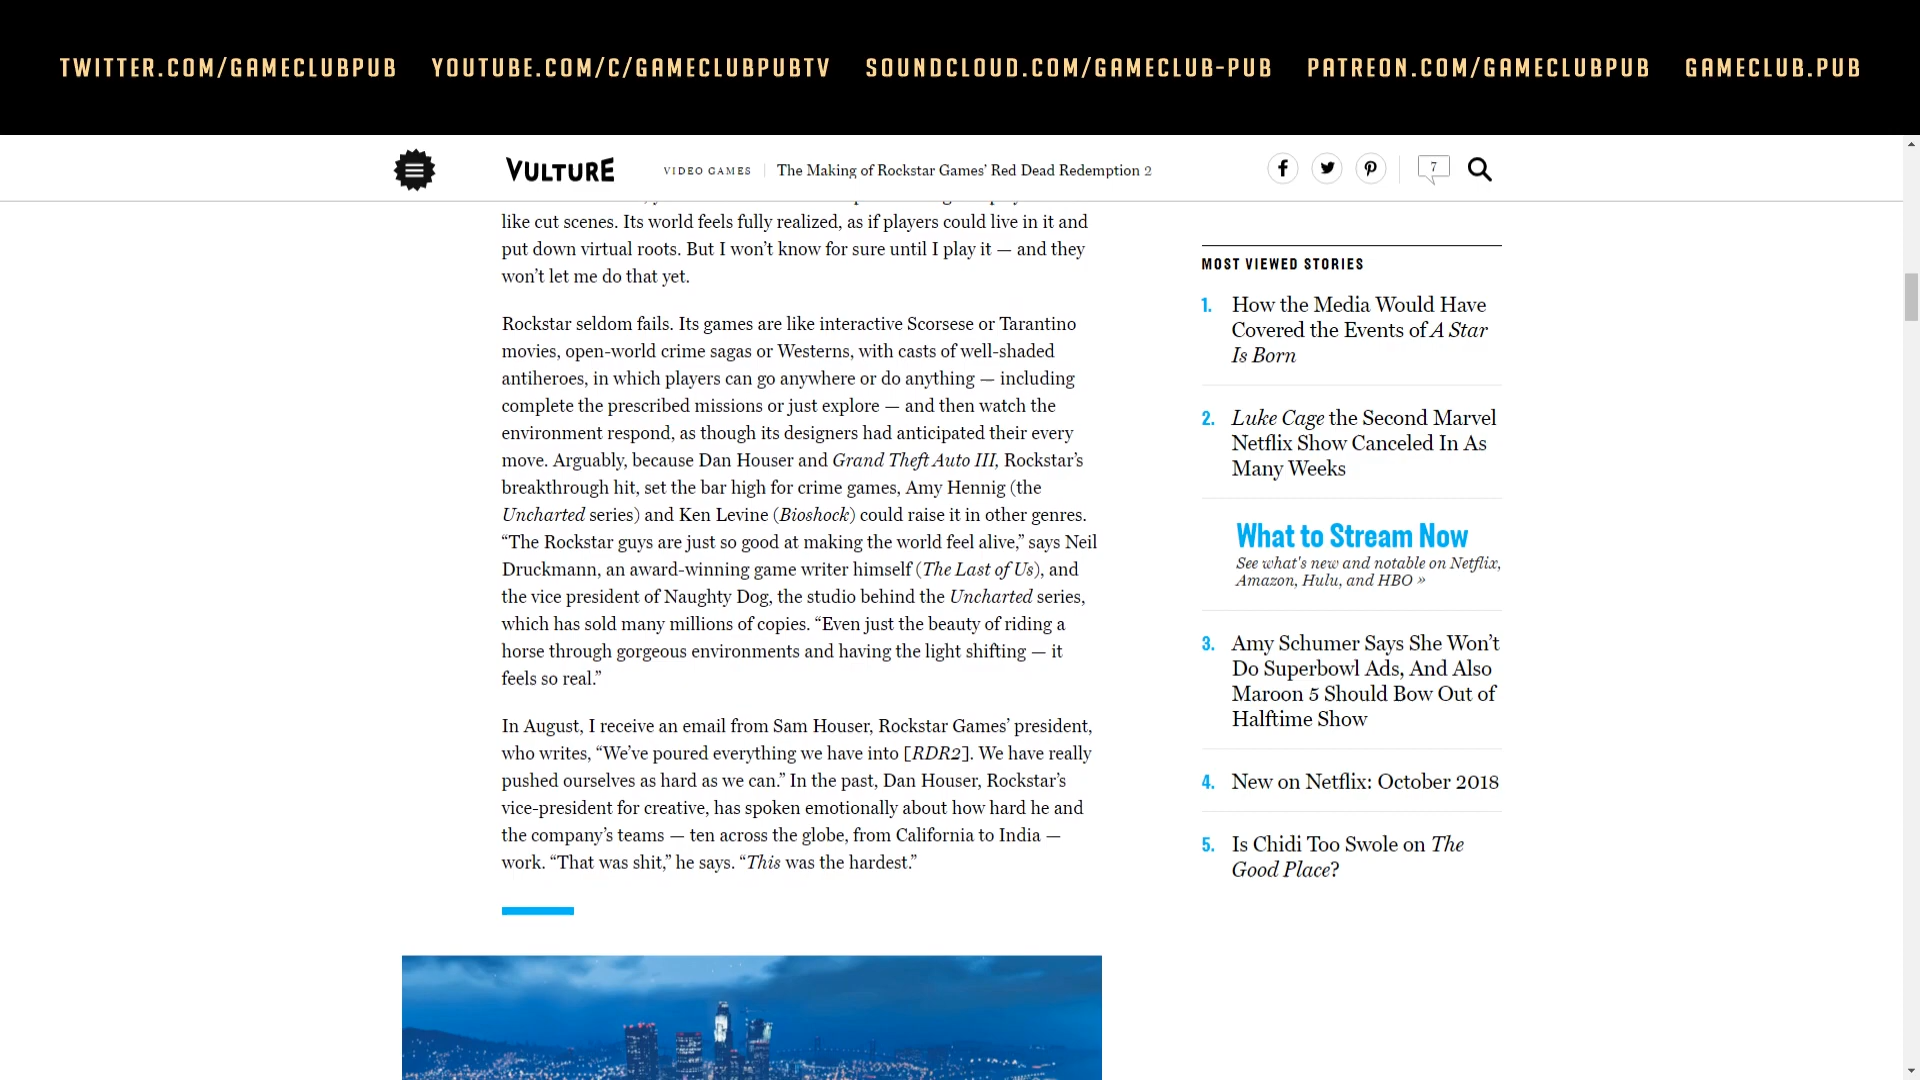 TWITTER.COM/GAMECLUBPUB YOUTUBE.COM/C/GAMECLUBPUBTV SOUNDCLOUD.COM/GAMECLUB-PUB PATREON.COM/GAMECLUBPUB GAMECLUB.PUB
VULTURE VIDEO GAMES The Making of Rockstar Games’ Red Dead Redemption 2 7
like cut scenes. Its world feels fully realized, as if players could live in it and
put down virtual roots. But I won’t know for sure until I play it — and they
won’t let me do that yet.
Rockstar seldom fails. Its games are like interactive Scorsese or Tarantino
movies, open-world crime sagas or Westerns, with casts of well-shaded
antiheroes, in which players can go anywhere or do anything — including
complete the prescribed missions or just explore — and then watch the
environment respond, as though its designers had anticipated their every
move. Arguably, because Dan Houser and Grand Theft Auto III, Rockstar’s
breakthrough hit, set the bar high for crime games, Amy Hennig (the
Uncharted series) and Ken Levine (Bioshock) could raise it in other genres.
“The Rockstar guys are just so good at making the world feel alive,” says Neil
Druckmann, an award-winning game writer himself (The Last of Us), and
the vice president of Naughty Dog, the studio behind the Uncharted series,
which has sold many millions of copies. “Even just the beauty of riding a
horse through gorgeous environments and having the light shifting — it
feels so real.”
In August, I receive an email from Sam Houser, Rockstar Games’ president,
who writes, “We’ve poured everything we have into [RDR2]. We have really
pushed ourselves as hard as we can.” In the past, Dan Houser, Rockstar’s
vice-president for creative, has spoken emotionally about how hard he and
the company’s teams — ten across the globe, from California to India —
work. “That was shit,” he says. “This was the hardest.”
MOST VIEWED STORIES
1. How the Media Would Have
Covered the Events of A Star
Is Born
2. Luke Cage the Second Marvel
Netflix Show Canceled In As
Many Weeks
What to Stream Now
See what's new and notable on Netflix,
Amazon, Hulu, and HBO »
3. Amy Schumer Says She Won’t
Do Superbowl Ads, And Also
Maroon 5 Should Bow Out of
Halftime Show
4. New on Netflix: October 2018
5. Is Chidi Too Swole on The
Good Place?